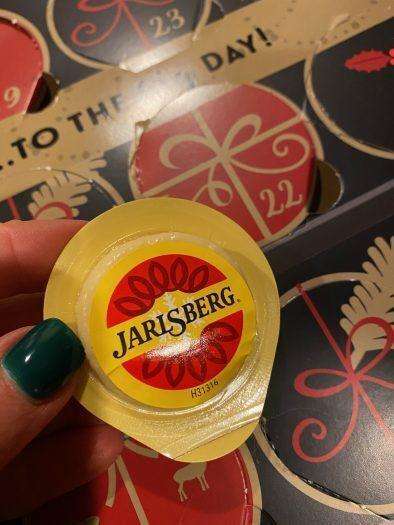 23
9
...TO THE DAY!
22
JARLSBERG®
H31316